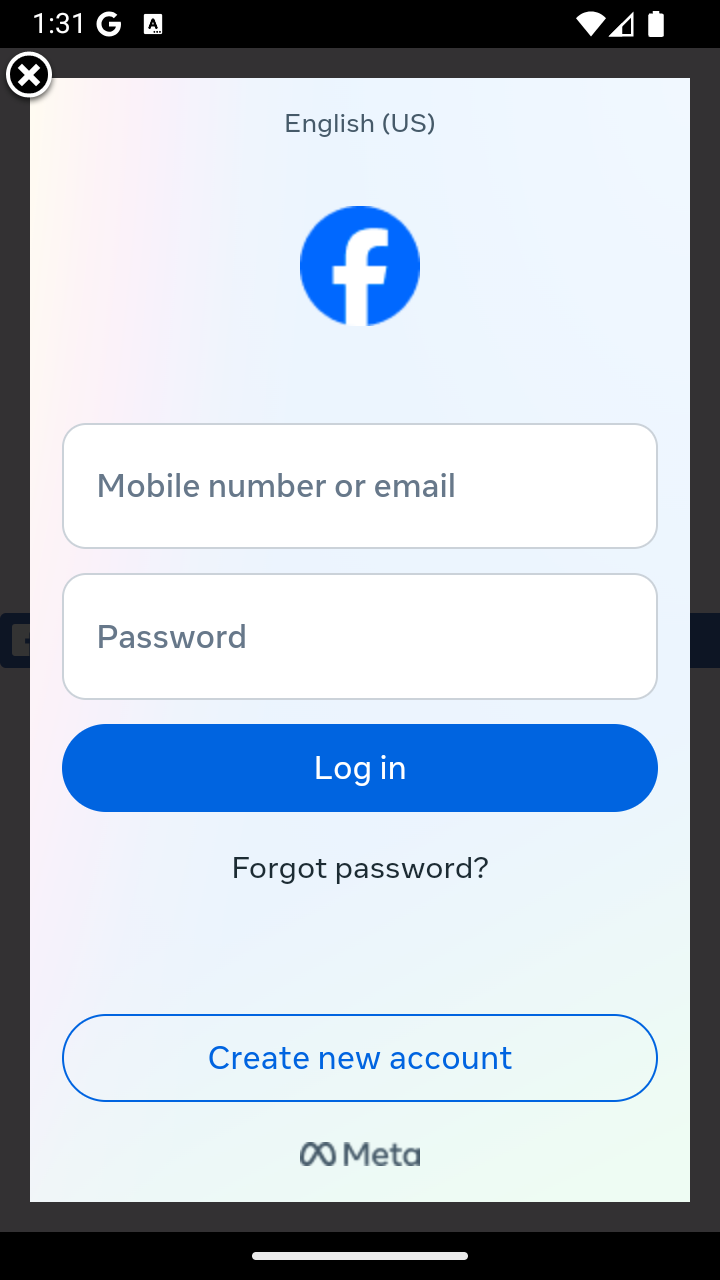 1:31
English (US)
Mobile number or email
Password
Log in
Forgot password?
Create new account
Meta